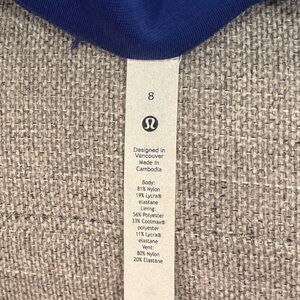 8
Designed in
Vancouver
Made in
Cambodia
Body:
81% Nylon
19% Lycra®
elastane
Lining:
56% Polyester
33% Coolmax®
polyester
11% Lycra®
elastane
Vent:
80% Nylon
20% Elastane